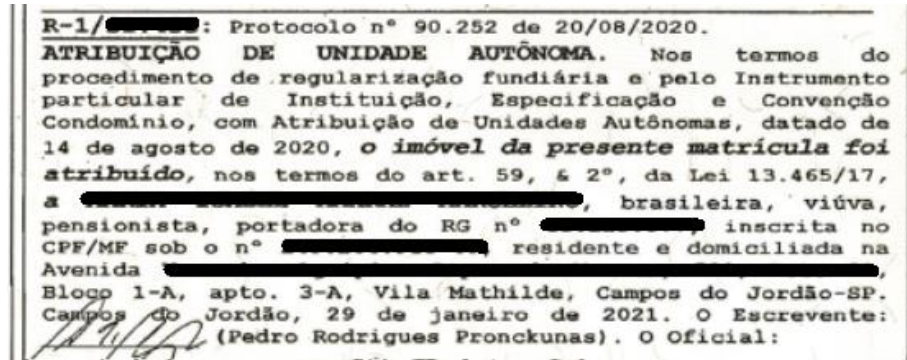 R-1/: Protocolo nº 90.252 de 20/08/2020.
ATRIBUIÇÃO DE UNIDADE AUTÔNOMA. Nos termos do
procedimento de regularização fundiária e pelo Instrumento
particular de Instituição, Especificação e Convenção
Condomínio, com Atribuição de Unidades Autônomas, datado de
14 de agosto de 2020, o imóvel da presente matrícula foi
atribuído, nos termos do art. 59, & 2º, da Lei 13.465/17,
a , brasileira, viúva,
pensionista, portadora do RG nº , inscrita no
CPF/MF sob o nº , residente e domiciliada na
Avenida ,
Bloco 1-A, apto. 3-A, Vila Mathilde, Campos do Jordão-SP.
Campos do Jordão, 29 de janeiro de 2021. O Escrevente:
(Pedro Rodrigues Pronckunas). O Oficial: